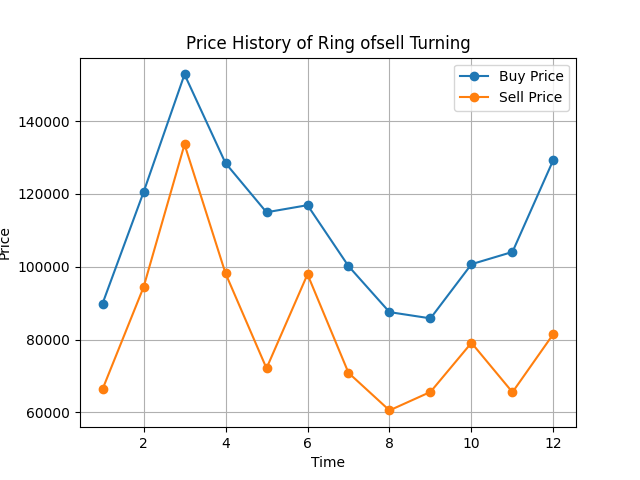 Price History of Ring ofsell Turning
Buy Price
Sell Price
140000
120000
100000
80000
60000
Price
2 4 6 8 10 12
Time